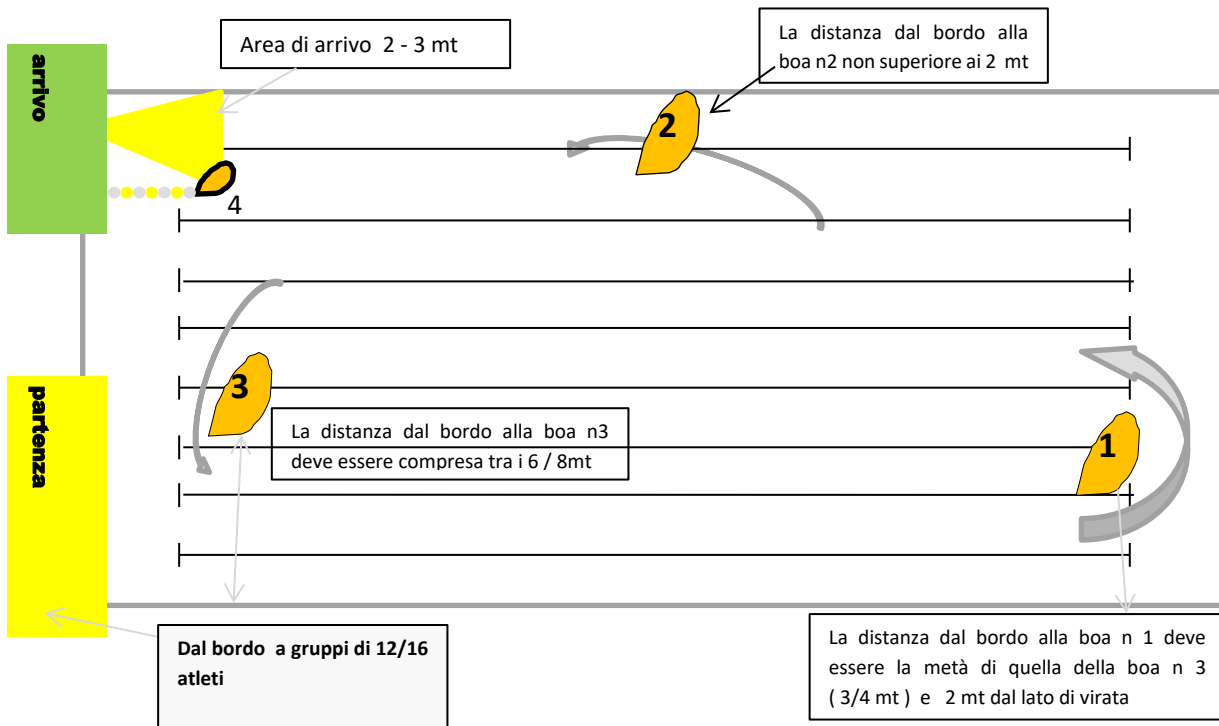 arrivo
Area di arrivo 2 - 3 mt
La distanza dal bordo alla
boa n2 non superiore ai 2 mt
2
4
3
La distanza dal bordo alla boa n3
deve essere compresa tra i 6 / 8mt
1
partenza
Dal bordo a gruppi di 12/16
atleti
La distanza dal bordo alla boa n 1 deve
essere la metà di quella della boa n 3
( 3/4 mt ) e 2 mt dal lato di virata